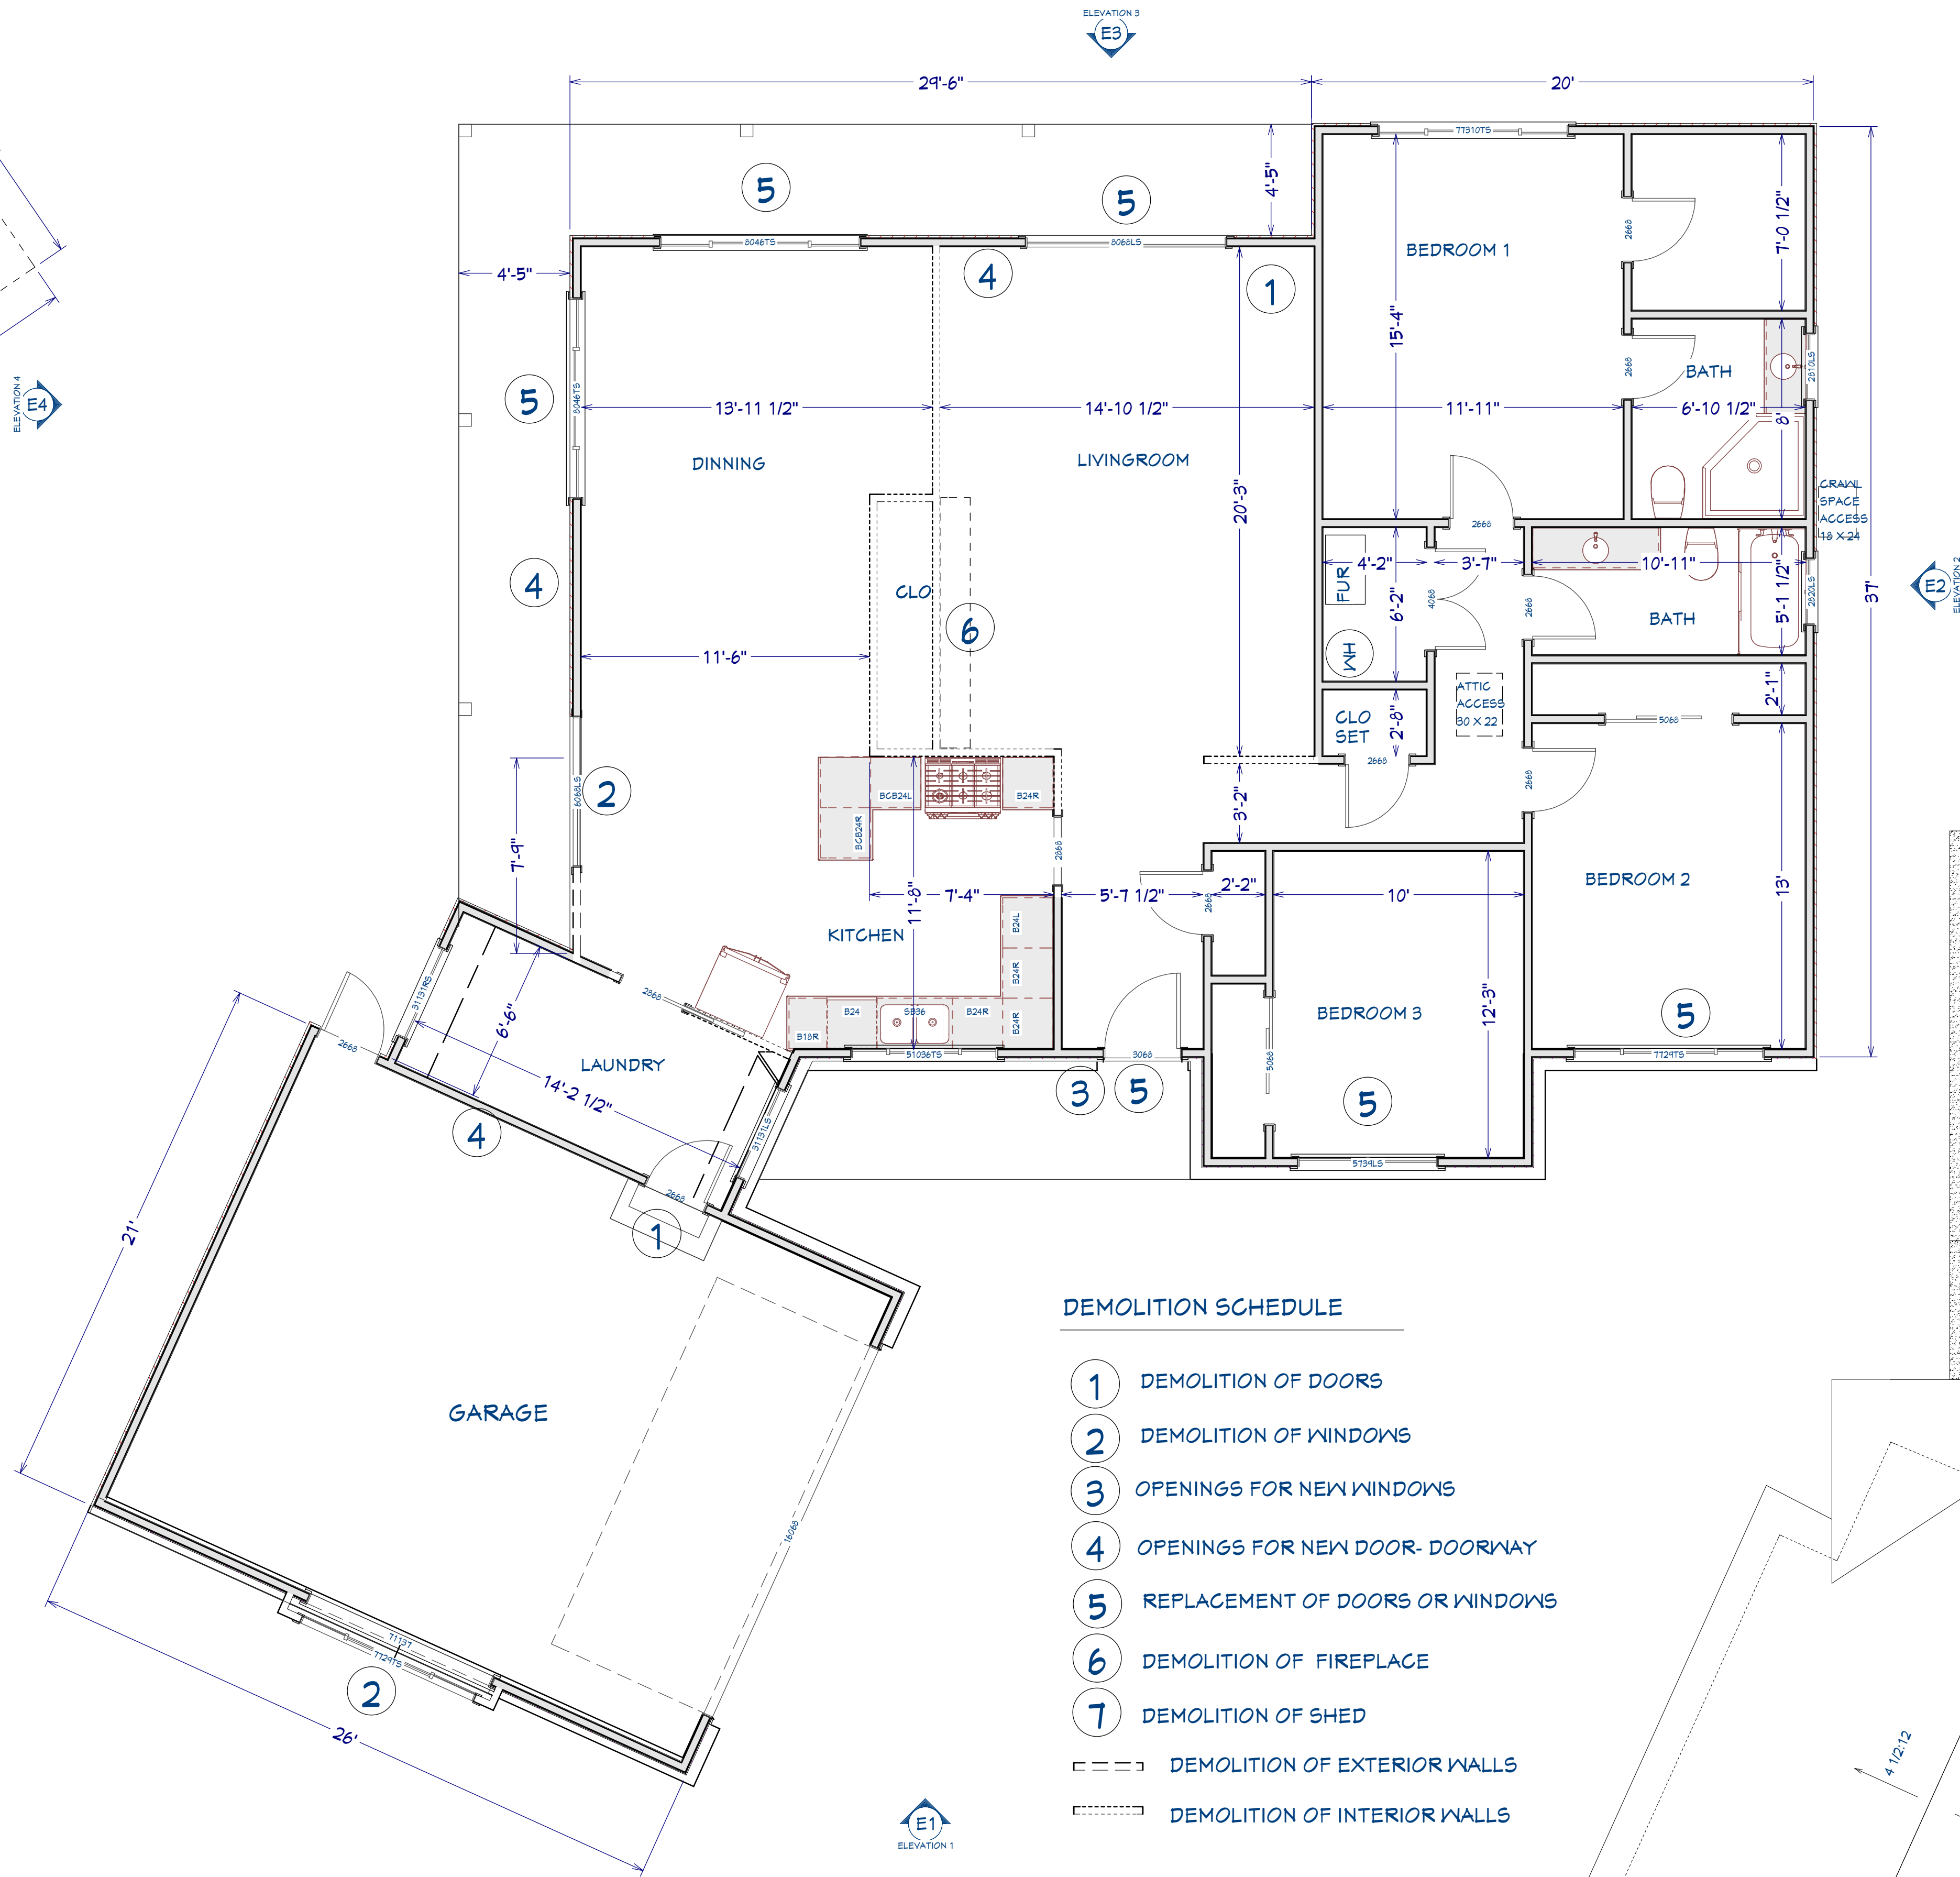 ELEVATION 3
E3
29'-6"
20'
77310TS
5
5
4'-5"
8046TS
8068LS
4'-5"
4
1
BEDROOM 1
2668
7'-0 1/2"
15'-4"
ELEVATION 4
E4
5
8046TS
13'-11 1/2"
14'-10 1/2"
11'-11"
2668
BATH
6'-10 1/2"
8'
2810LS
DINNING
LIVINGROOM
20'-3"
CRAWL
SPACE
ACCESS
18 X 24
2668
4
CLO
6
FUR
4'-2"
3'-7"
10'-11"
6'-2"
4068
2668
BATH
5'-1 1/2"
2820LS
37'
E2
ELEVATION 2
11'-6"
WH
ATTIC
ACCESS
30 X 22
CLO
SET
2'-8"
2668
2'-1"
5068
2668
6068LS
2
7'-9"
BCB24L
B24R
BCB24R
3'-2"
2868
11'-8"
7'-4"
5'-7 1/2"
2668
2'-2"
10'
BEDROOM 2
13'
KITCHEN
B24L
B24R
B24R
2868
B18R
B24
SB36
B24R
51036TS
BEDROOM 3
12'-3"
5
7729TS
31131RS
6'-6"
2668
LAUNDRY
14'-2 1/2"
3068
3
5
5068
5
5739LS
4
31131LS
2668
1
21'
GARAGE
16068
71137
7729TS
2
26'
DEMOLITION SCHEDULE
1 DEMOLITION OF DOORS
2 DEMOLITION OF WINDOWS
3 OPENINGS FOR NEW WINDOWS
4 OPENINGS FOR NEW DOOR- DOORWAY
5 REPLACEMENT OF DOORS OR WINDOWS
6 DEMOLITION OF FIREPLACE
7 DEMOLITION OF SHED
DEMOLITION OF EXTERIOR WALLS
DEMOLITION OF INTERIOR WALLS
4 1/2:12
E1
ELEVATION 1